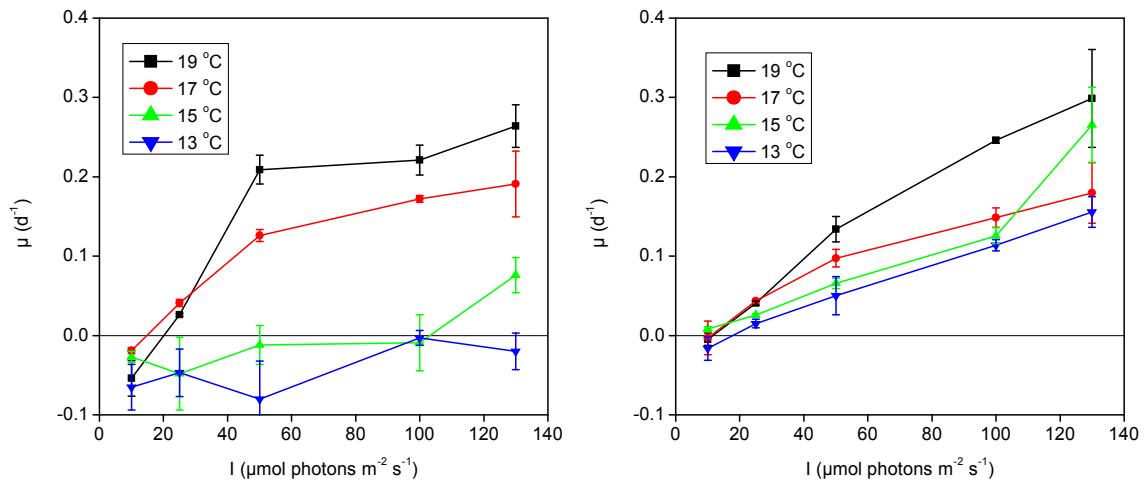 0.4
0.3
0.2
0.1
0.0
-0.1
µ (d⁻¹)
19 °C
17 °C
15 °C
13 °C
0 20 40 60 80 100 120 140
I (µmol photons m⁻² s⁻¹)
0.4
0.3
0.2
0.1
0.0
-0.1
µ (d⁻¹)
19 °C
17 °C
15 °C
13 °C
0 20 40 60 80 100 120 140
I (µmol photons m⁻² s⁻¹)